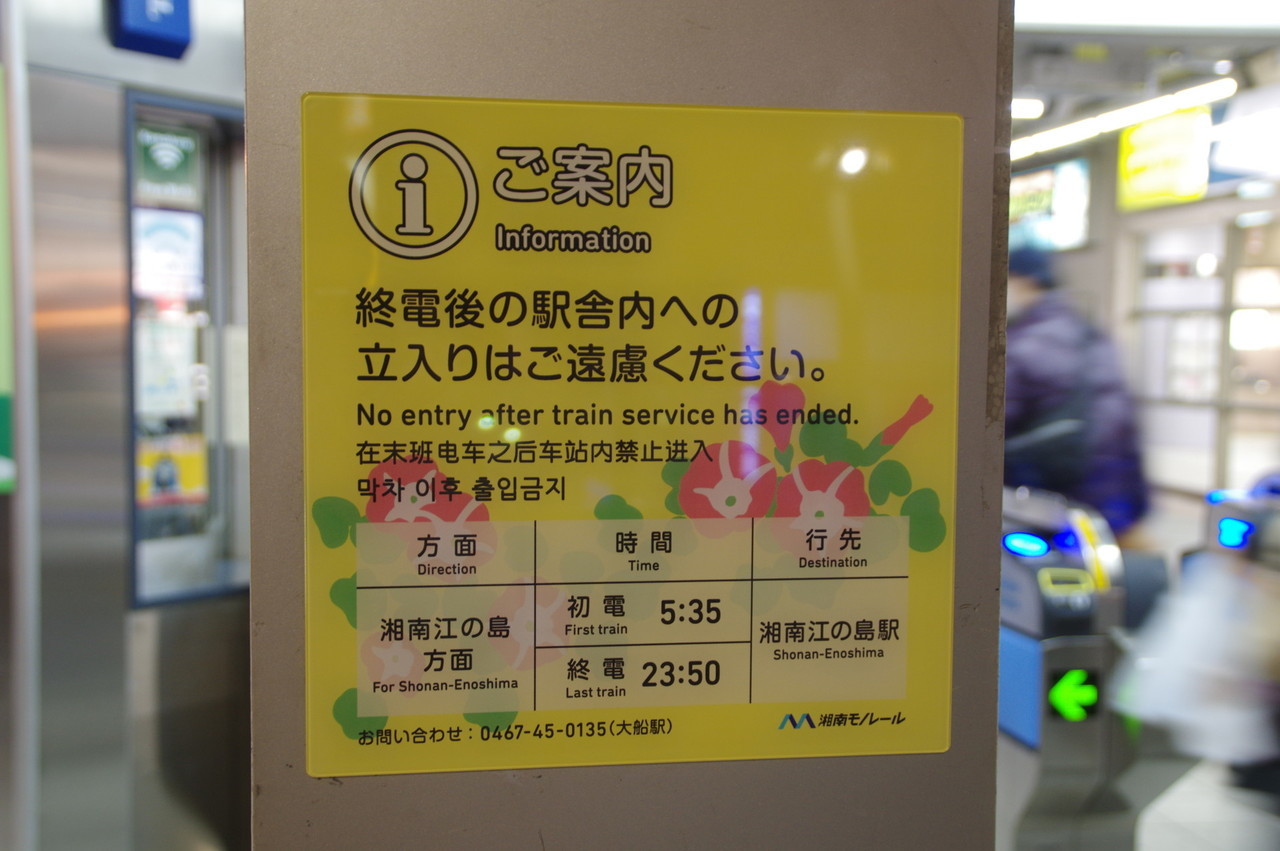 ご案内
Information
終電後の駅舎内への
立入りはご遠慮ください。
No entry after train service has ended.
在末班电车之后车站内禁止进入
막차 이후 출입금지
方面
Direction
時間
Time
行先
Destination
湘南江の島
方面
For Shonan-Enoshima
初電 5:35
First train
終電 23:50
Last train
湘南江の島駅
Shonan-Enoshima
お問い合わせ：0467-45-0135（大船駅）
湘南モノレール